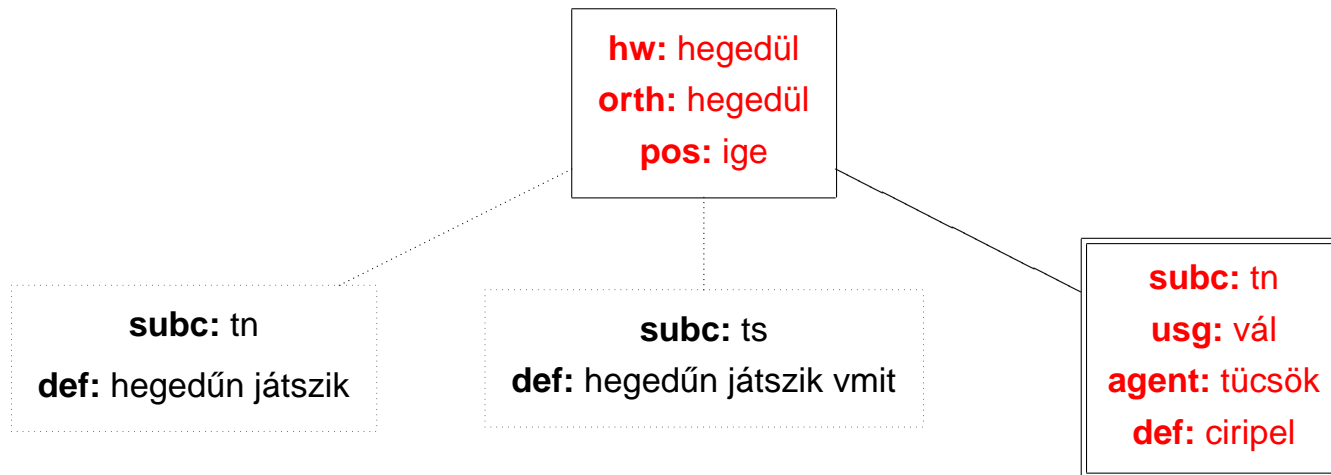 hw: hegedül
orth: hegedül
pos: ige
subc: tn
def: hegedűn játszik
subc: ts
def: hegedűn játszik vmit
subc: tn
usg: vál
agent: tücsök
def: ciripel